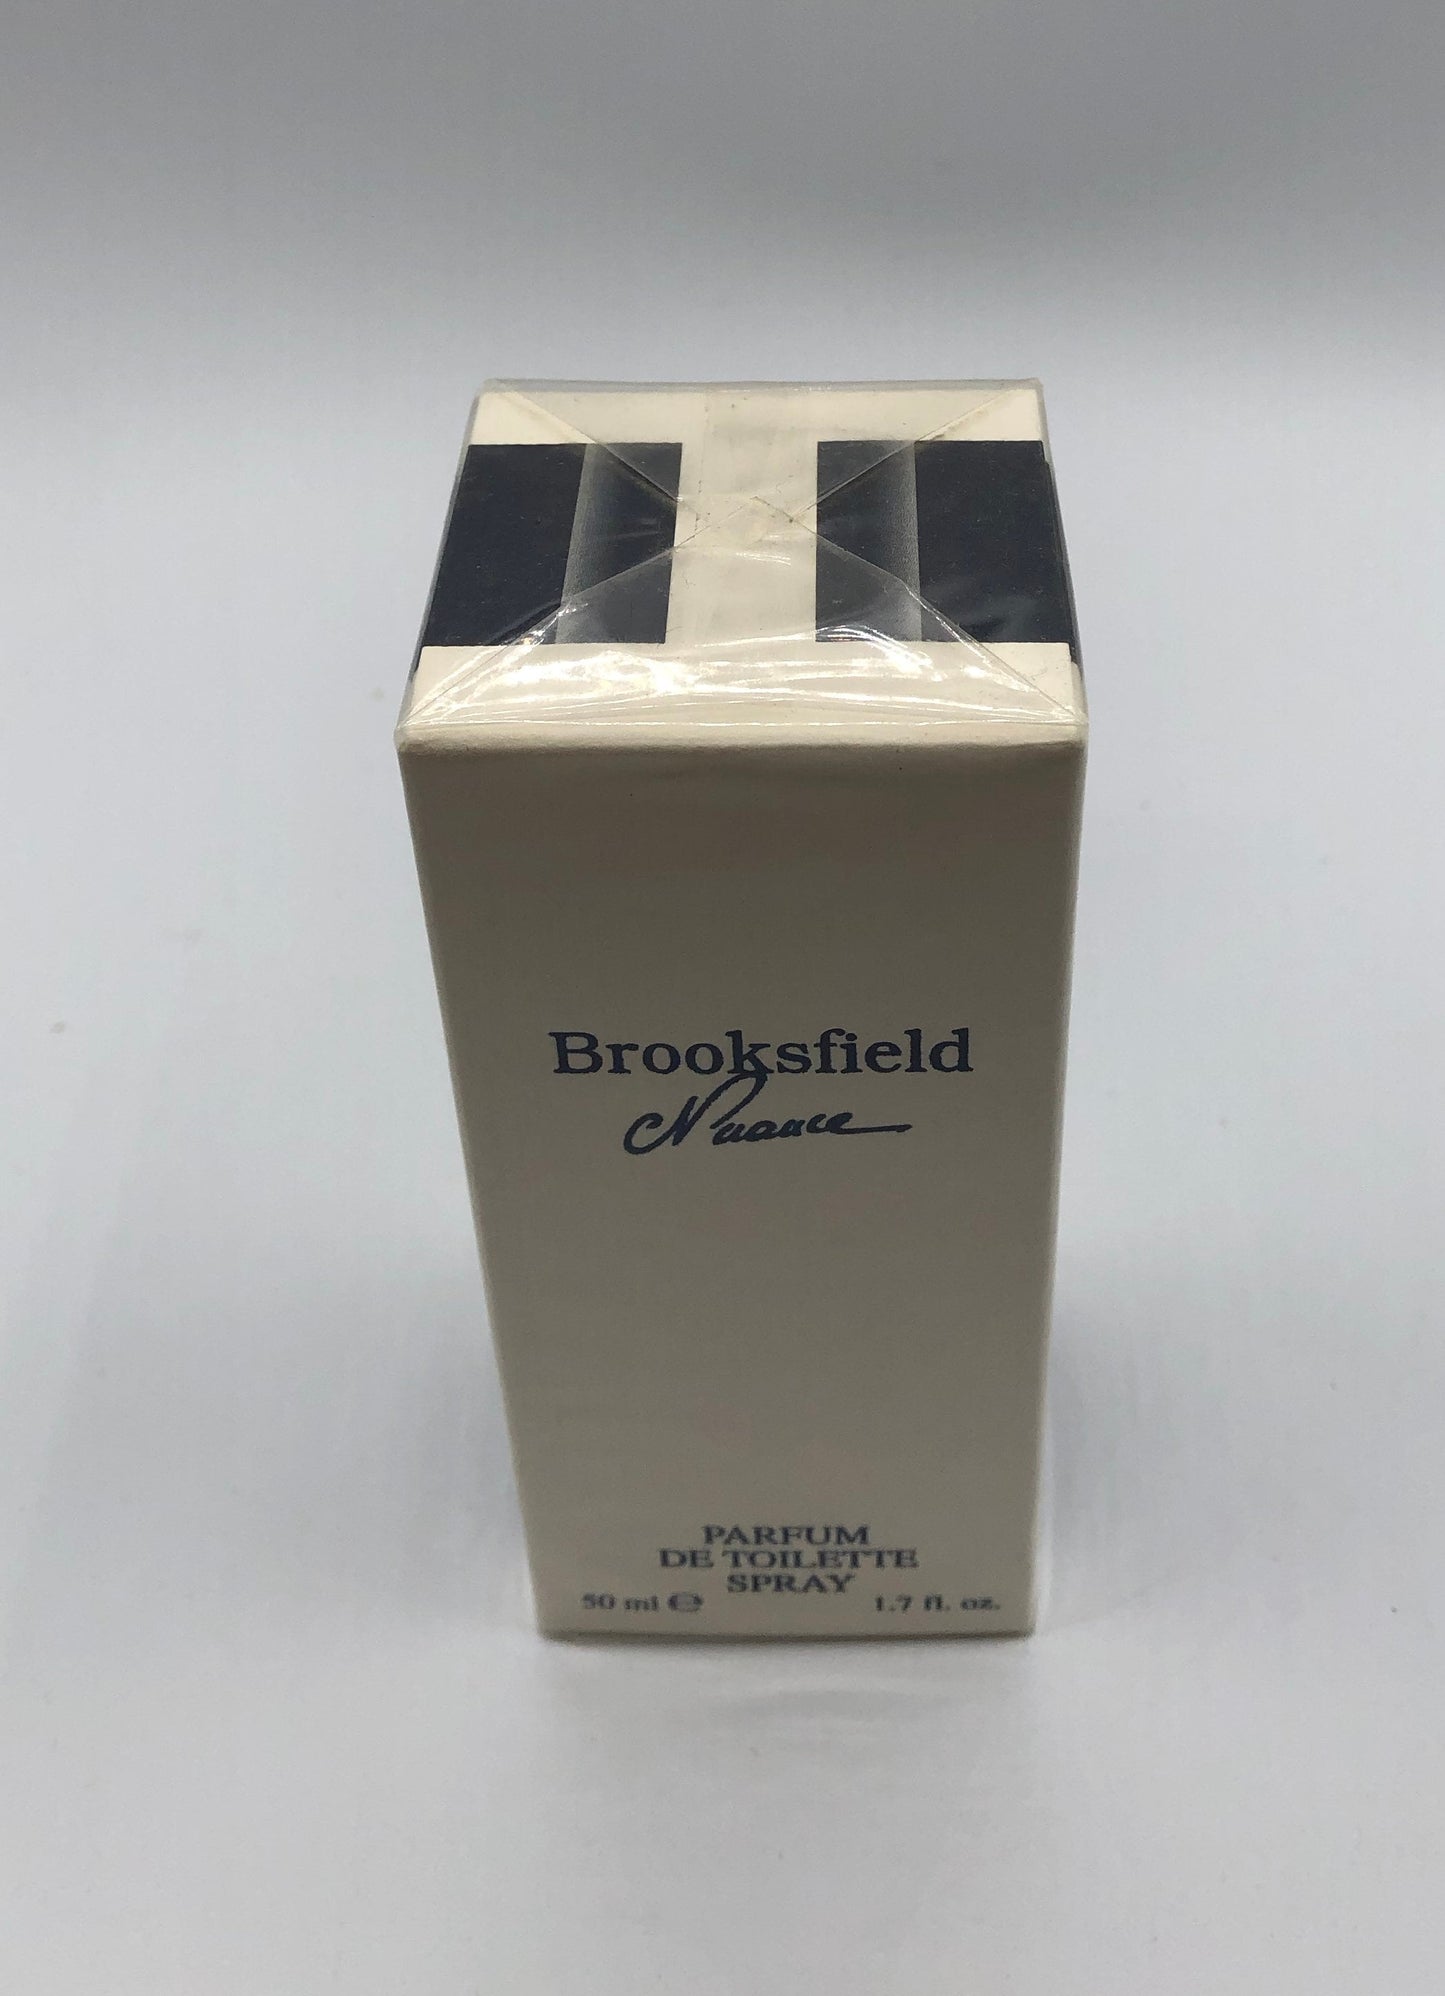 Brooksfield
Nuance
PARFUM
DE TOILETTE
SPRAY
50 ml ℮ 1.7 fl. oz.